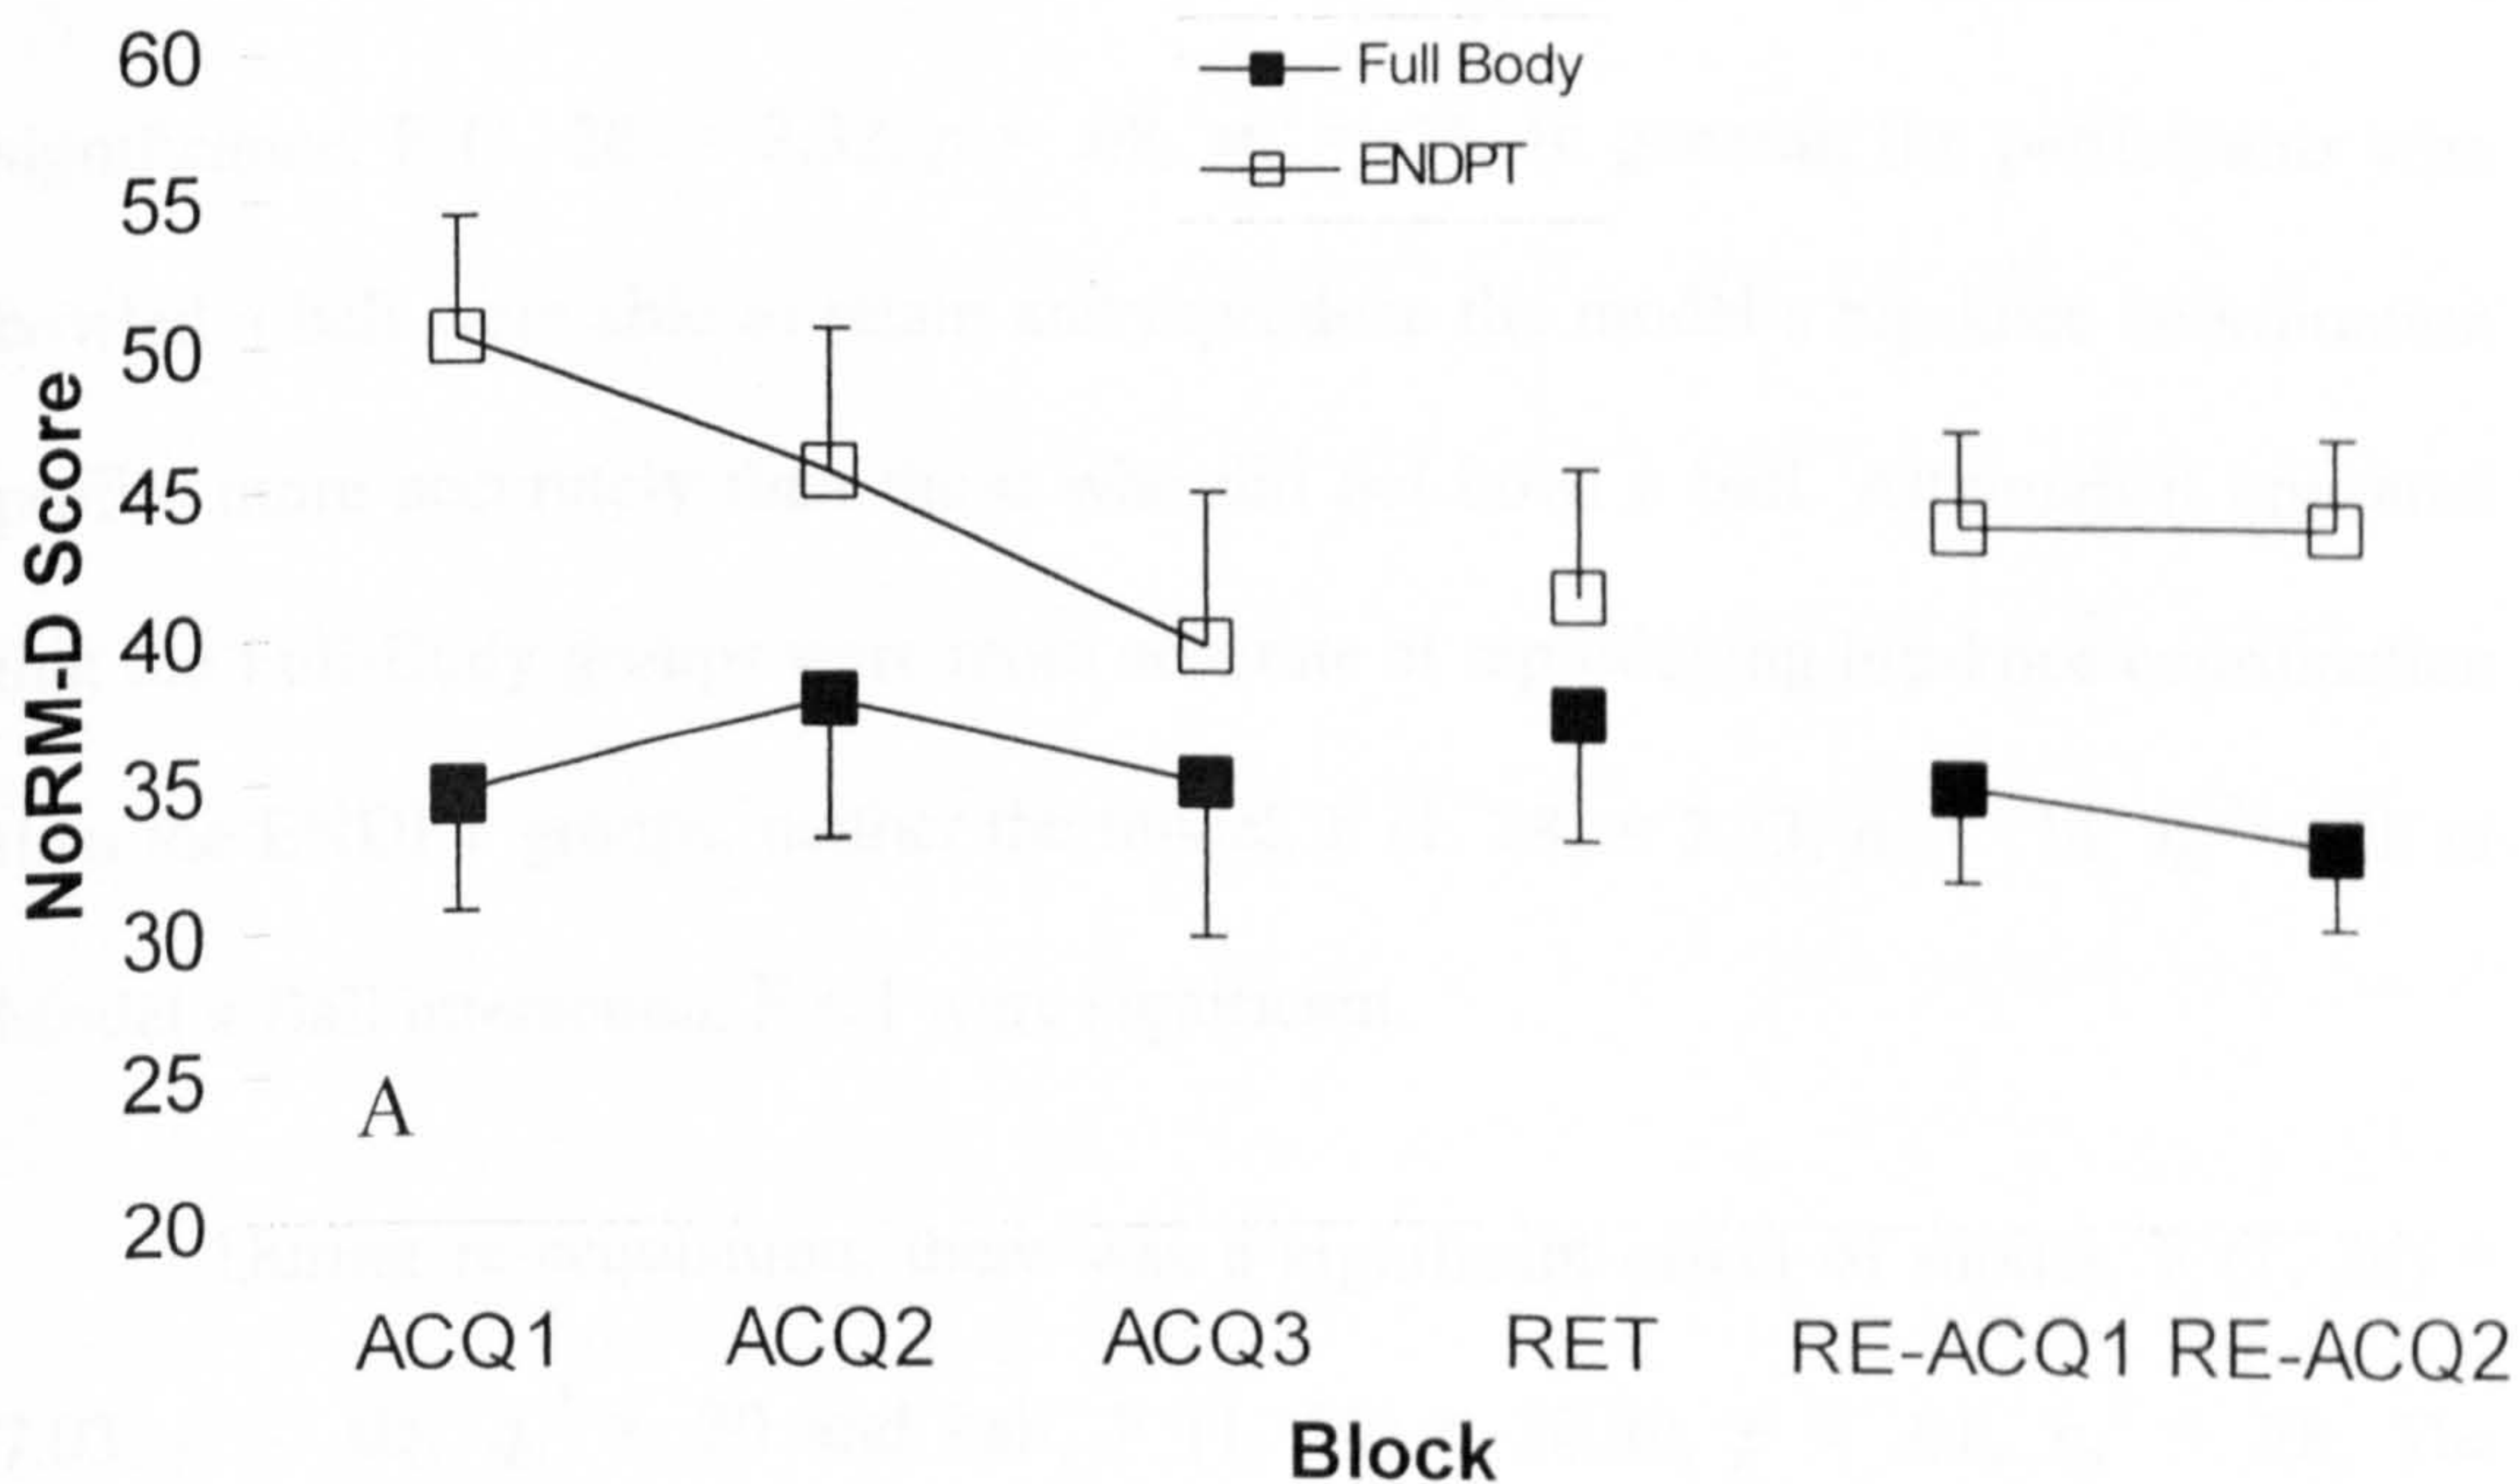 60
Full Body
ENDPT
55
50
45
40
35
30
25
20
NoRM-D Score
A
ACQ1 ACQ2 ACQ3 RET RE-ACQ1 RE-ACQ2
Block